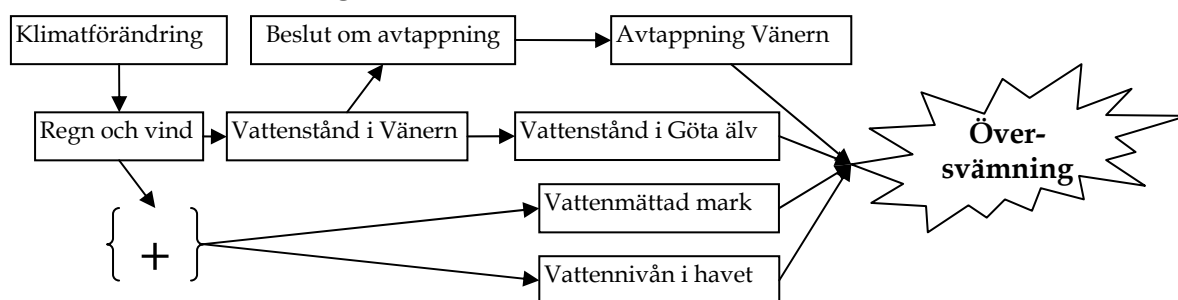 Klimatförändring
Beslut om avtappning
Avtappning Vänern
Regn och vind
Vattenstånd i Vänern
Vattenstånd i Göta älv
Över-
svämning
Vattenmättad mark
{ + }
Vattennivån i havet